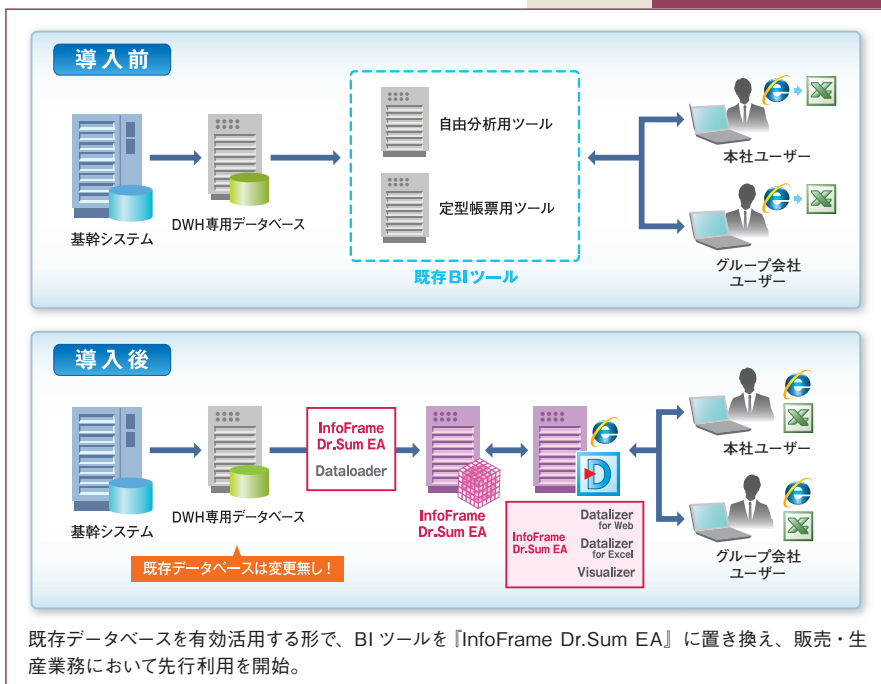 導入前
基幹システム
DWH専用データベース
自由分析用ツール
定型帳票用ツール
既存BIツール
本社ユーザー
グループ会社
ユーザー
導入後
基幹システム
DWH専用データベース
既存データベースは変更無し！
InfoFrame
Dr.Sum EA
Dataloader
InfoFrame
Dr.Sum EA
InfoFrame
Dr.Sum EA
Datalizer
for Web
Datalizer
for Excel
Visualizer
本社ユーザー
グループ会社
ユーザー
既存データベースを有効活用する形で、BIツールを『InfoFrame Dr.Sum EA』に置き換え、販売・生
産業務において先行利用を開始。